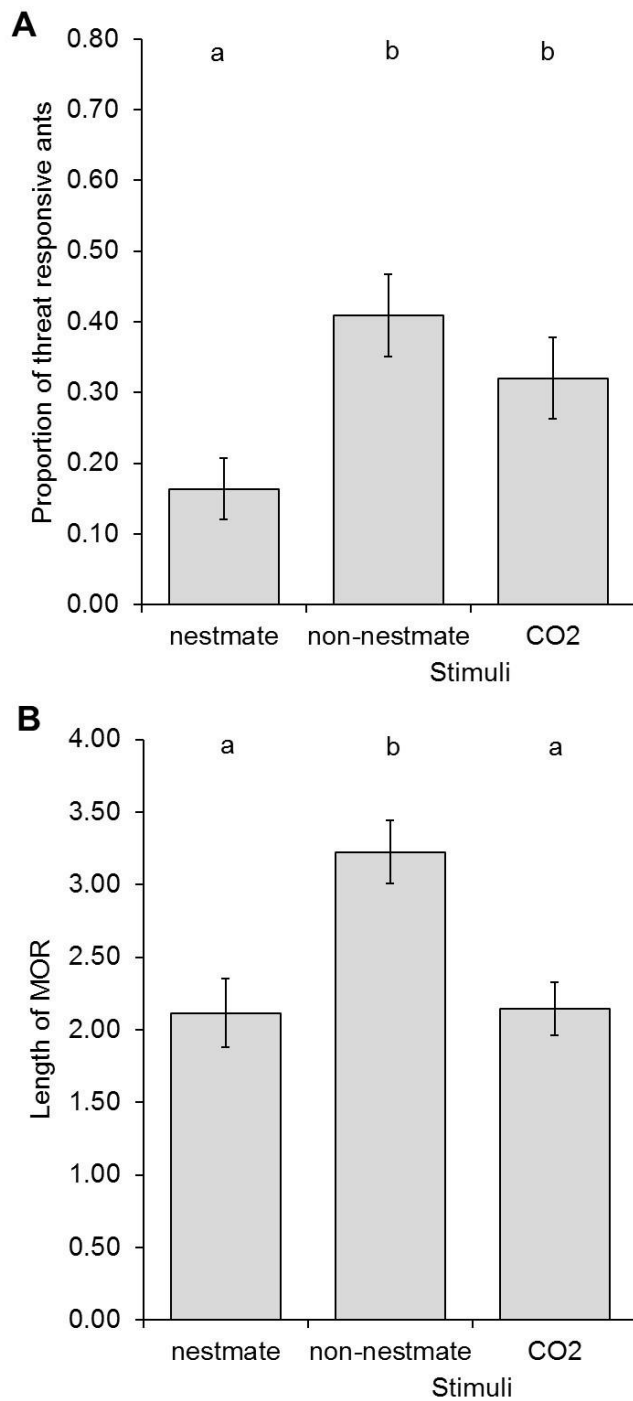 A
0.80
a
b
b
0.70
0.60
0.50
0.40
0.30
0.20
0.10
0.00
Proportion of threat responsive ants
nestmate
non-nestmate
CO2
Stimuli
B
4.00
a
b
a
3.50
3.00
2.50
2.00
1.50
1.00
0.50
0.00
Length of MOR
nestmate
non-nestmate
CO2
Stimuli